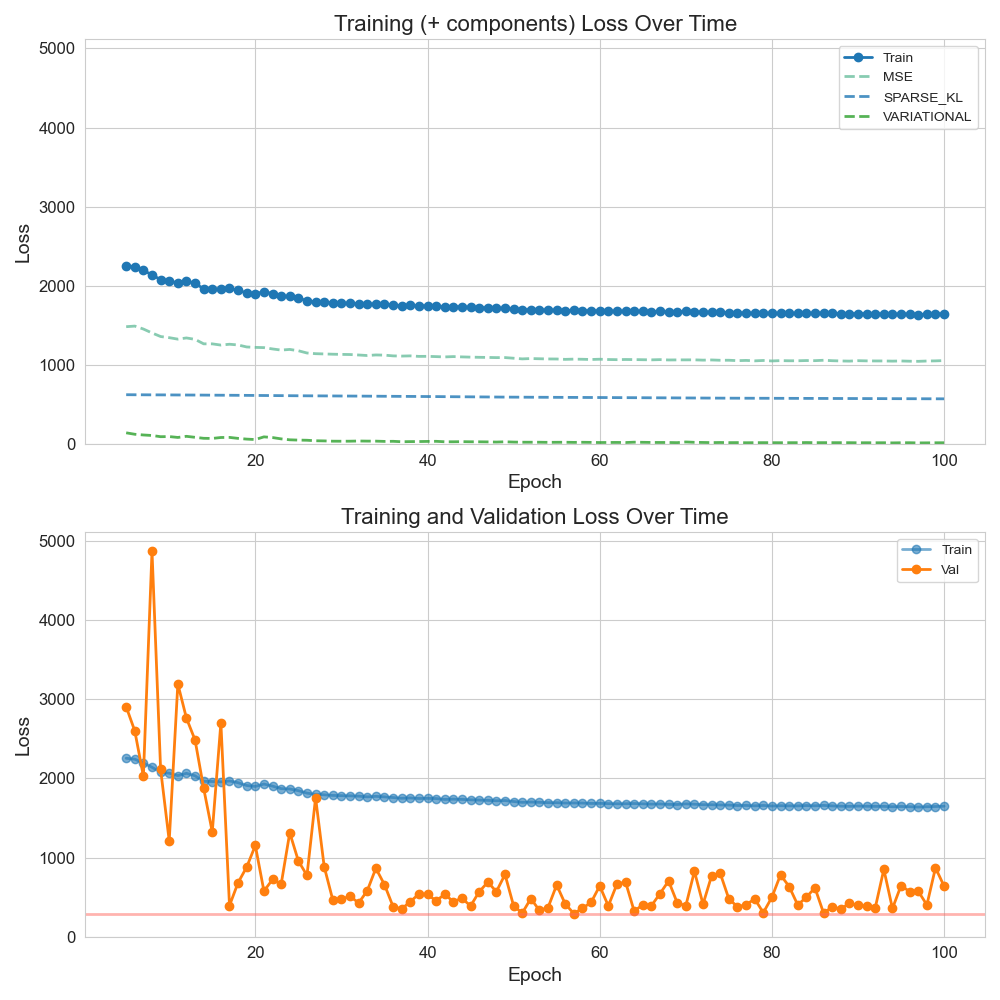 Training (+ components) Loss Over Time
5000
4000
3000
2000
1000
0
Loss
Train
MSE
SPARSE_KL
VARIATIONAL
20
40
60
80
100
Epoch
Training and Validation Loss Over Time
5000
4000
3000
2000
1000
0
Loss
Train
Val
20
40
60
80
100
Epoch